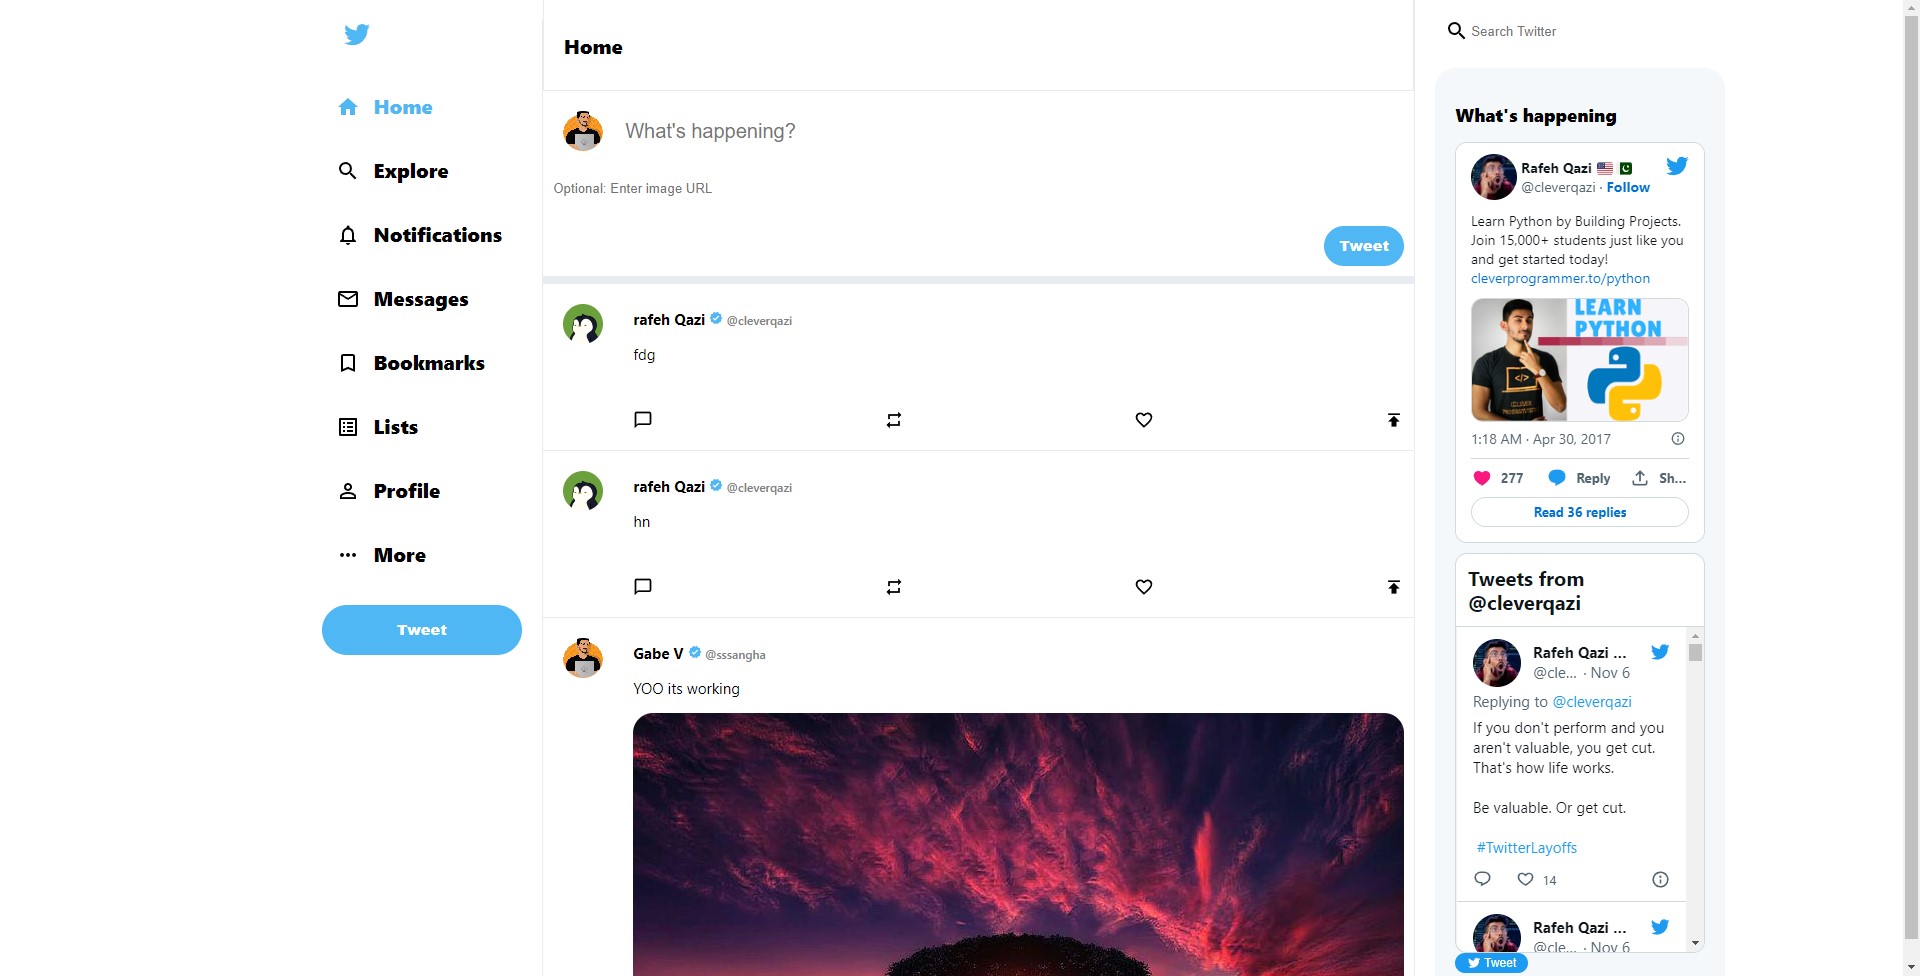 Home
Explore
Notifications
Messages
Bookmarks
Lists
Profile
More
Tweet
Home
What's happening?
Optional: Enter image URL
Tweet
rafeh Qazi @cleverqazi
fdg
rafeh Qazi @cleverqazi
hn
Gabe V @sssangha
YOO its working
Search Twitter
What's happening
Rafeh Qazi
@cleverqazi · Follow
Learn Python by Building Projects.
Join 15,000+ students just like you
and get started today!
cleverprogrammer.to/python
LEARN
PYTHON
</>
1:18 AM · Apr 30, 2017
277 Reply Sh...
Read 36 replies
Tweets from
@cleverqazi
Rafeh Qazi ...
@cle... · Nov 6
Replying to @cleverqazi
If you don't perform and you
aren't valuable, you get cut.
That's how life works.
Be valuable. Or get cut.
#TwitterLayoffs
14
Rafeh Qazi ...
@cle... · Nov 6
Tweet